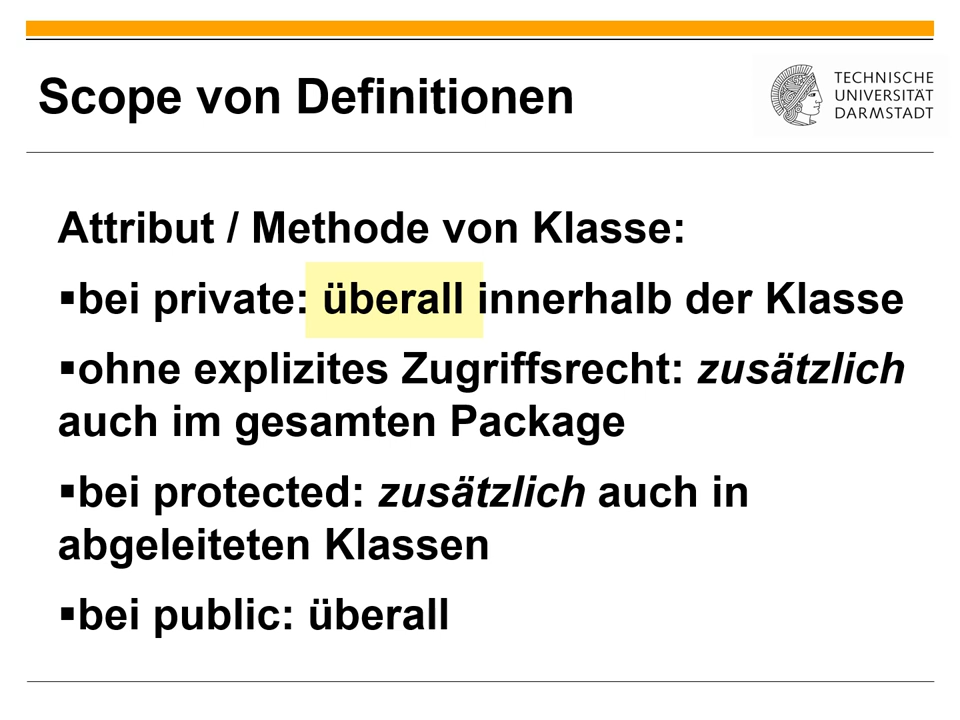 Scope von Definitionen
TECHNISCHE
UNIVERSITÄT
DARMSTADT
Attribut / Methode von Klasse:
▪bei private: überall innerhalb der Klasse
▪ohne explizites Zugriffsrecht: zusätzlich
auch im gesamten Package
▪bei protected: zusätzlich auch in
abgeleiteten Klassen
▪bei public: überall